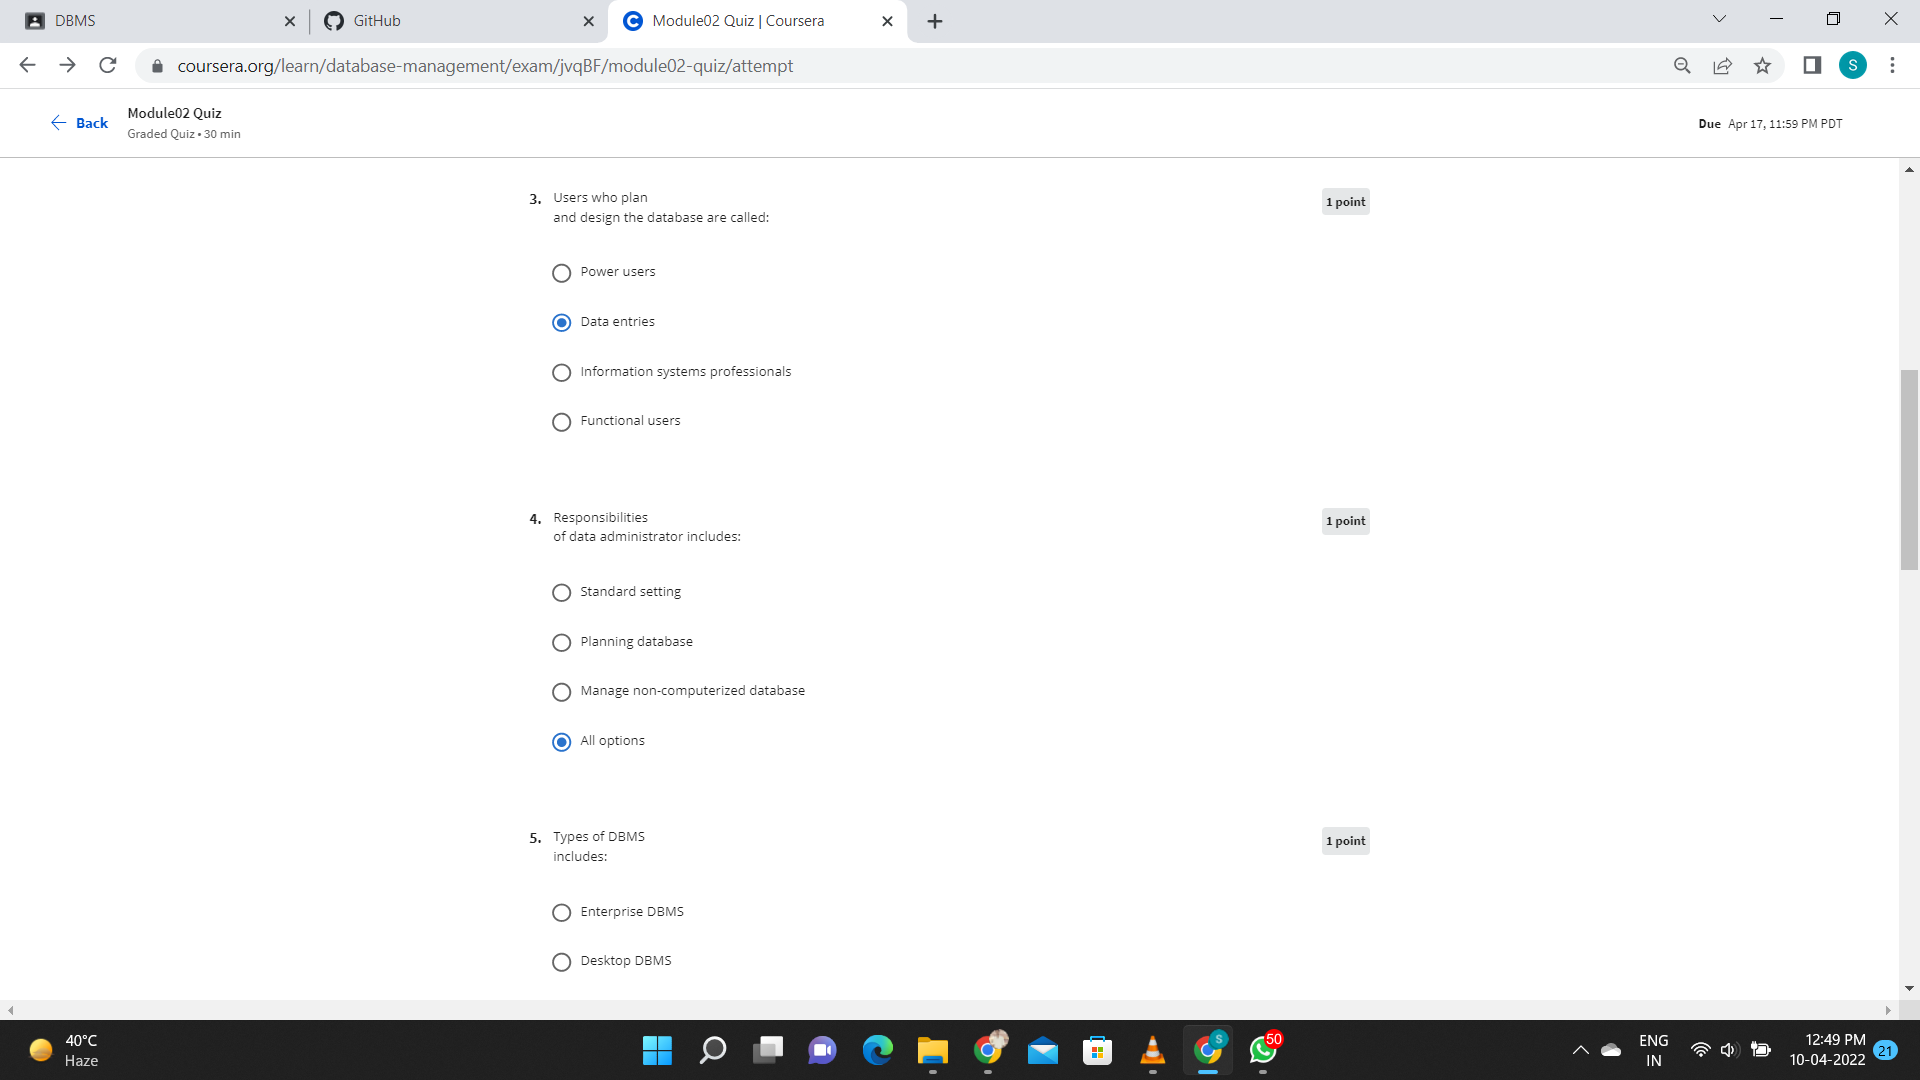 DBMS
GitHub
Module02 Quiz | Coursera
coursera.org/learn/database-management/exam/jvqBF/module02-quiz/attempt
S
Back
Module02 Quiz
Graded Quiz • 30 min
Due Apr 17, 11:59 PM PDT
3. Users who plan
and design the database are called:
1 point
Power users
Data entries
Information systems professionals
Functional users
4. Responsibilities
of data administrator includes:
1 point
Standard setting
Planning database
Manage non-computerized database
All options
5. Types of DBMS
includes:
1 point
Enterprise DBMS
Desktop DBMS
40°C
Haze
S
50
ENG
IN
12:49 PM
10-04-2022
21